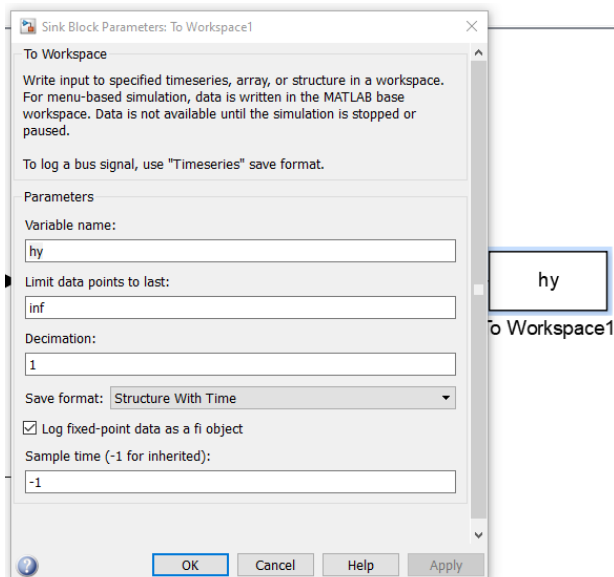 Sink Block Parameters: To Workspace1
To Workspace
Write input to specified timeseries, array, or structure in a workspace.
For menu-based simulation, data is written in the MATLAB base
workspace. Data is not available until the simulation is stopped or
paused.
To log a bus signal, use "Timeseries" save format.
Parameters
Variable name:
hy
Limit data points to last:
inf
Decimation:
1
Save format: Structure With Time
Log fixed-point data as a fi object
Sample time (-1 for inherited):
-1
OK Cancel Help Apply
hy
To Workspace1